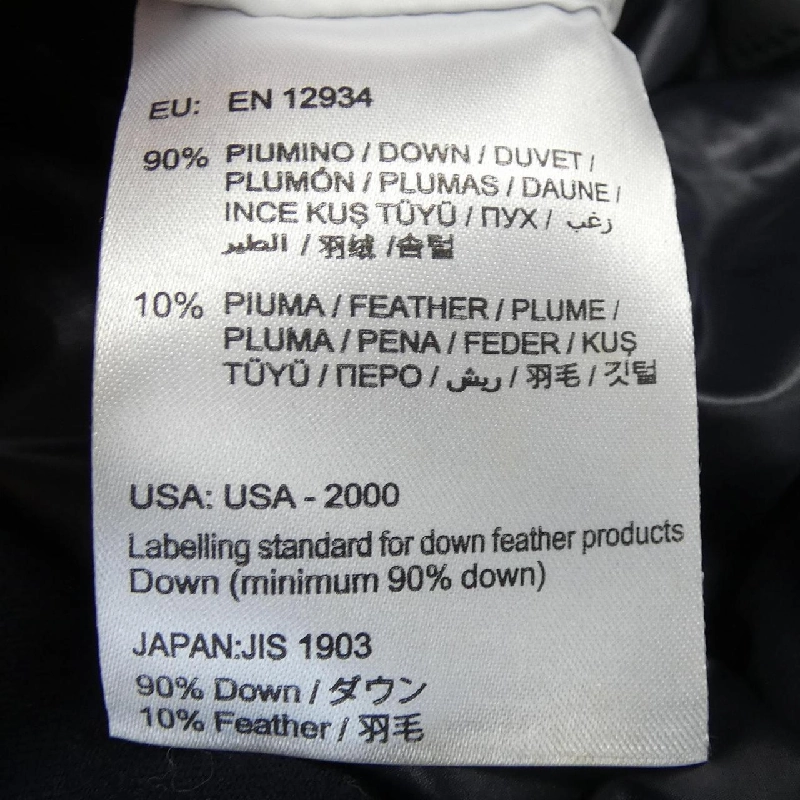 EU: EN 12934
90% PIUMINO / DOWN / DUVET /
PLUMÓN / PLUMAS / DAUNE /
INCE KUŞ TÜYÜ / ПУХ / زغب
الطير / 羽绒 / 솜털
10% PIUMA / FEATHER / PLUME /
PLUMA / PENA / FEDER / KUŞ
TÜYÜ / ПЕРО / ريش / 羽毛 / 깃털
USA: USA - 2000
Labelling standard for down feather products
Down (minimum 90% down)
JAPAN:JIS 1903
90% Down / ダウン
10% Feather / 羽毛